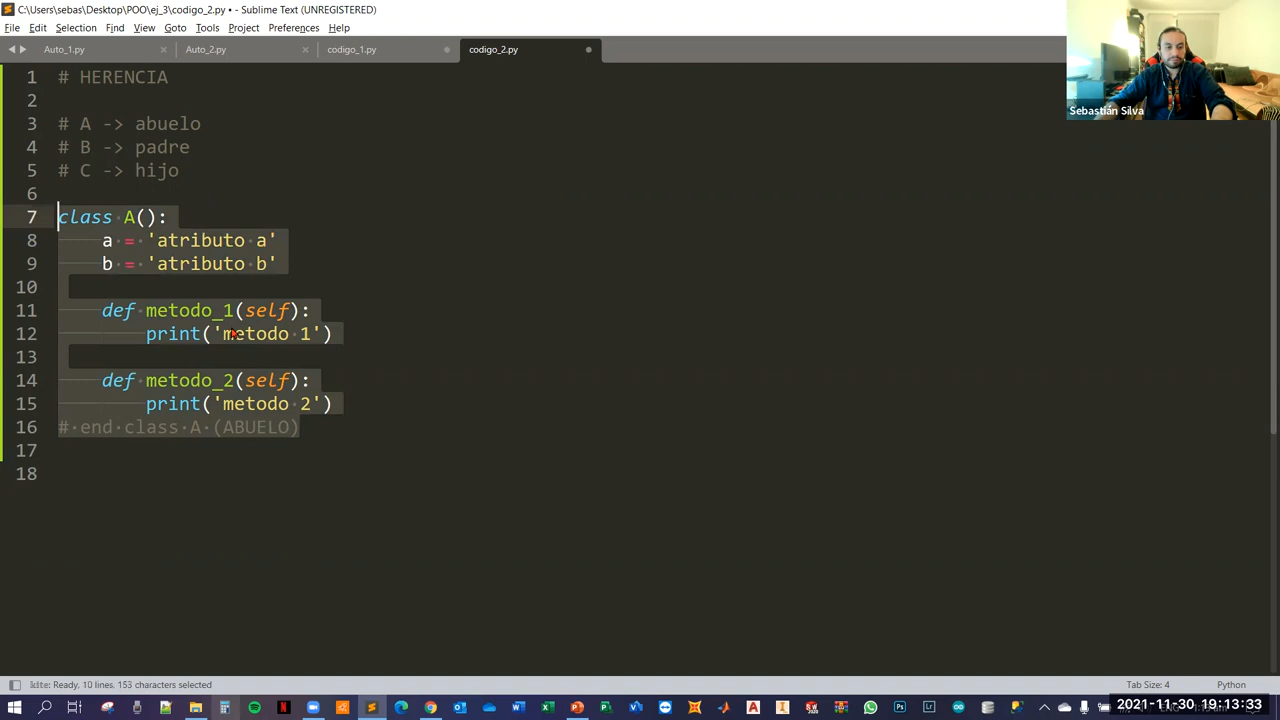 C:\Users\sebas\Desktop\POO\ej_3\codigo_2.py • - Sublime Text (UNREGISTERED)
File Edit Selection Find View Goto Tools Project Preferences Help
Auto_1.py Auto_2.py codigo_1.py codigo_2.py
Sebastián Silva
1 # HERENCIA
2
3 # A -> abuelo
4 # B -> padre
5 # C -> hijo
6
7 class A():
8 a = 'atributo a'
9 b = 'atributo b'
10
11 def metodo_1(self):
12 print('metodo 1')
13
14 def metodo_2(self):
15 print('metodo 2')
16 # end class A (ABUELO)
17
18
Ready, 10 lines, 153 characters selected
Tab Size: 4 Python
2021-11-30 19:13:33